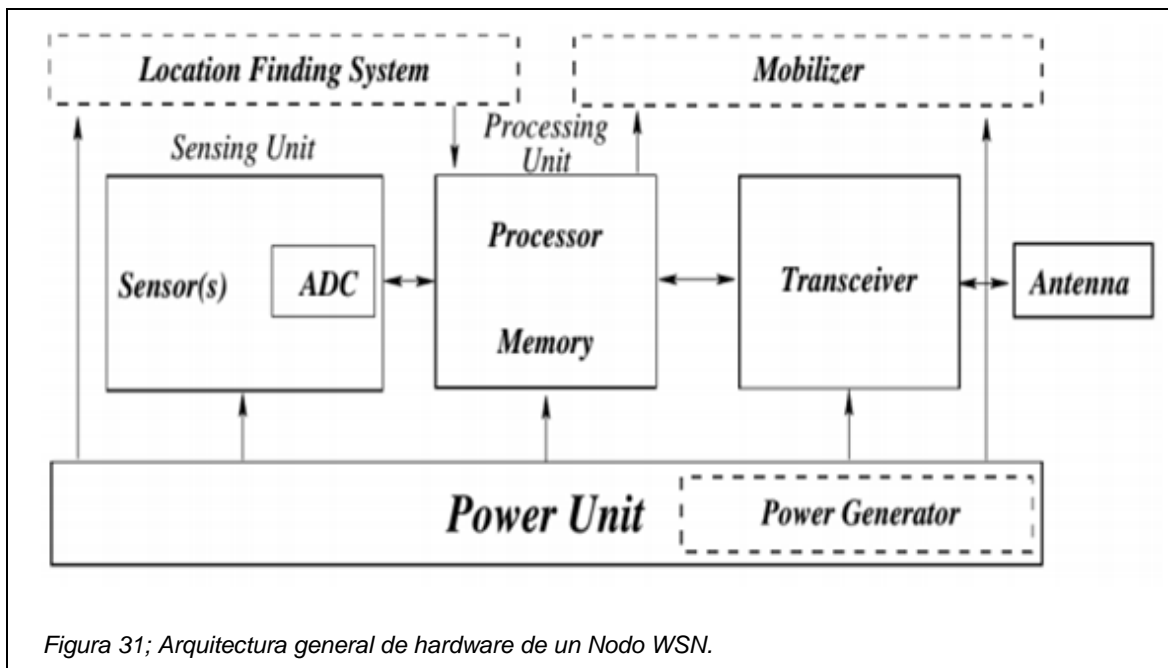 Location Finding System
Mobilizer
Sensing Unit
Processing
Unit
Sensor(s)
ADC
Processor
Memory
Transceiver
Antenna
Power Unit
Power Generator
Figura 31; Arquitectura general de hardware de un Nodo WSN.